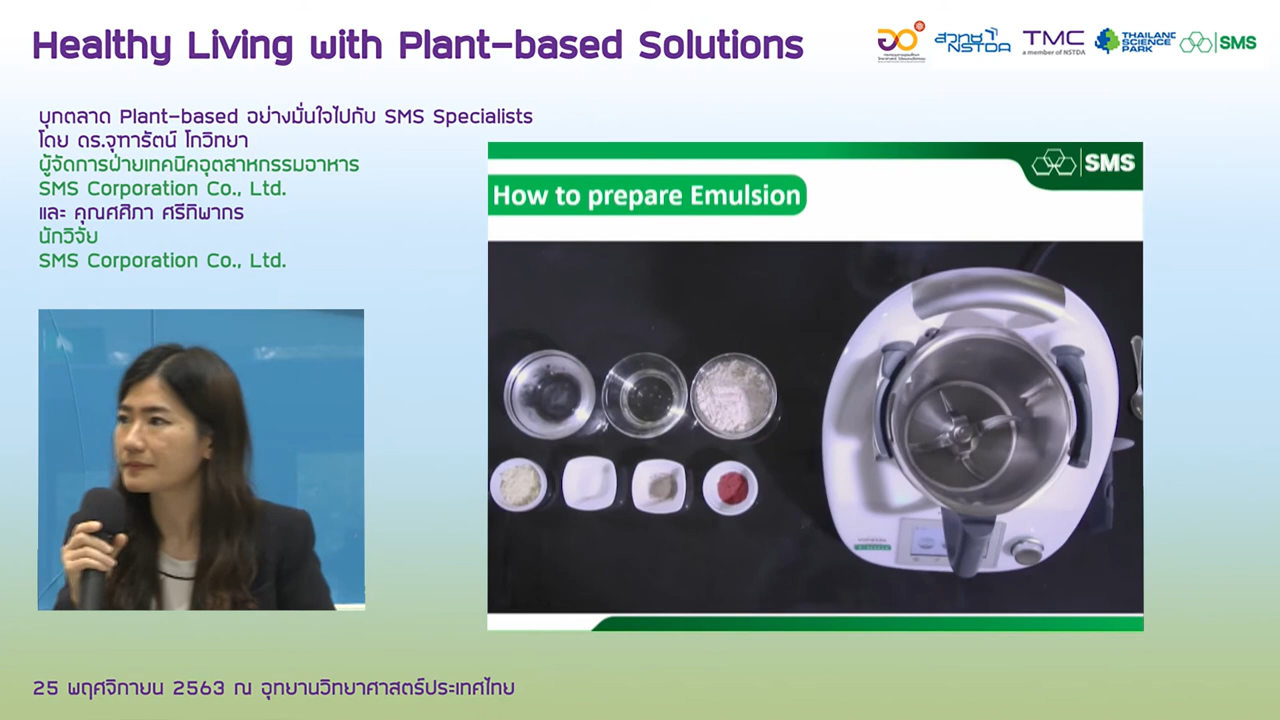 Healthy Living with Plant-based Solutions
สวทช
NSTDA
TMC
a member of NSTDA
THAILAND
SCIENCE
PARK
SMS
บุกตลาด Plant-based อย่างมั่นใจไปกับ SMS Specialists
โดย ดร.จุฑารัตน์ โกวิทยา
ผู้จัดการฝ่ายเทคนิคอุตสาหกรรมอาหาร
SMS Corporation Co., Ltd.
และ คุณศศิภา ศรีทิพากร
นักวิจัย
SMS Corporation Co., Ltd.
SMS
How to prepare Emulsion
25 พฤศจิกายน 2563 ณ อุทยานวิทยาศาสตร์ประเทศไทย